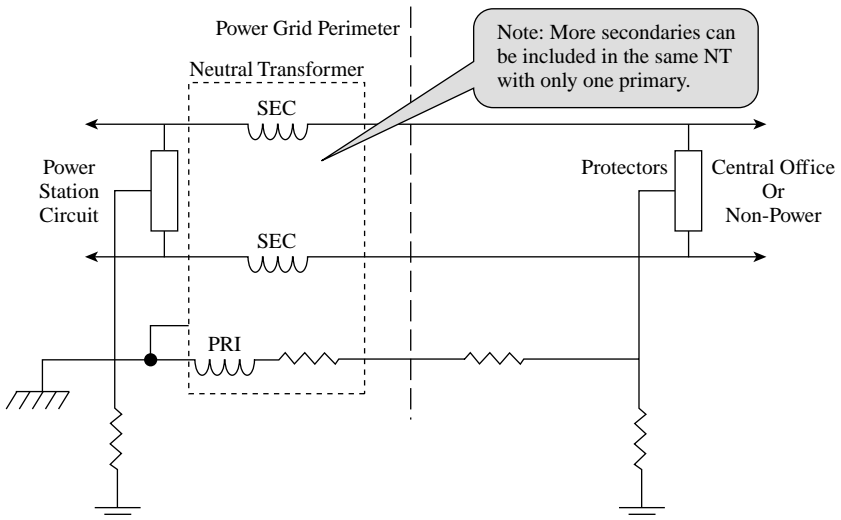 Power Grid Perimeter
Note: More secondaries can
be included in the same NT
with only one primary.
Neutral Transformer
SEC
Power
Station
Circuit
Protectors
Central Office
Or
Non-Power
SEC
PRI